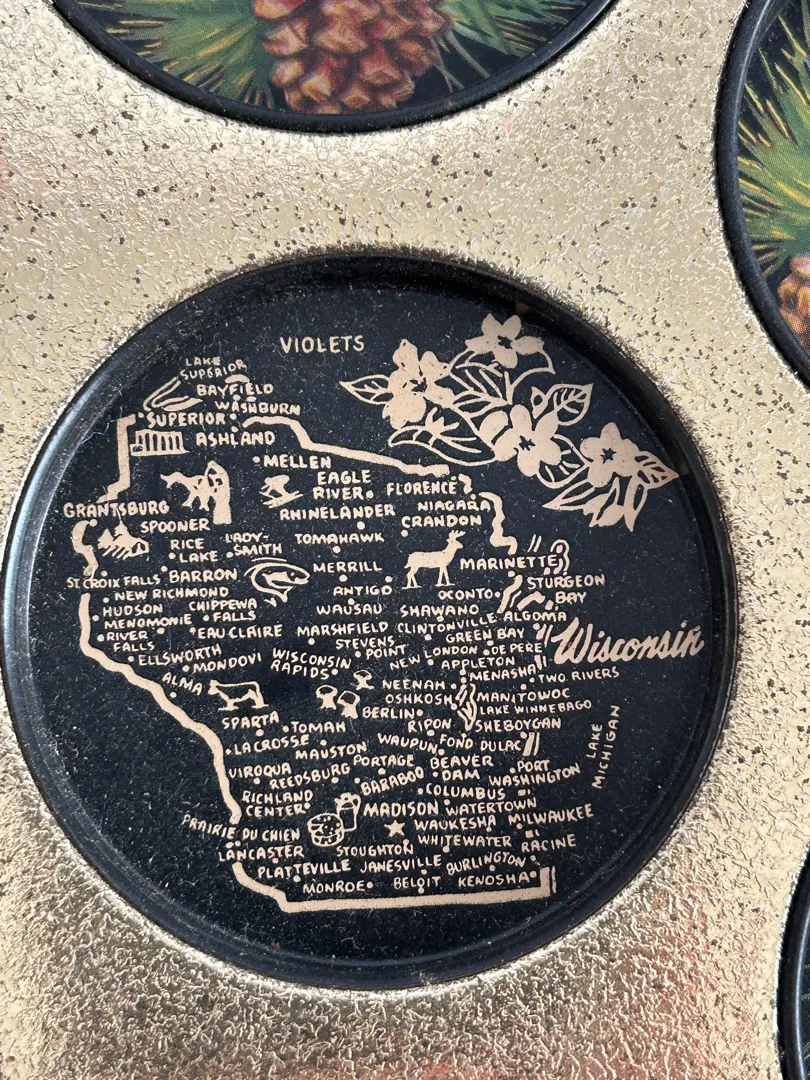 VIOLETS
LAKE
SUPERIOR
BAYFIELD
WASHBURN
SUPERIOR
ASHLAND
MELLEN
EAGLE
RIVER
FLORENCE
GRANTSBURG
RHINELANDER
NIAGARA
SPOONER
CRANDON
RICE
LAKE
LADY-
SMITH
TOMAHAWK
ST CROIX FALLS
BARRON
MERRILL
MARINETTE
NEW RICHMOND
ANTIGO
OCONTO
STURGEON
BAY
HUDSON
CHIPPEWA
FALLS
WAUSAU
SHAWANO
ALGOMA
MENOMONIE
RIVER
FALLS
EAU CLAIRE
MARSHFIELD
CLINTONVILLE
GREEN BAY
Wisconsin
ELLSWORTH
STEVENS
POINT
NEW LONDON
DE PERE
MONDOVI
WISCONSIN
RAPIDS
APPLETON
MENASHA
TWO RIVERS
ALMA
NEENAH
OSHKOSH
MANITOWOC
LAKE WINNEBAGO
SPARTA
BERLIN
TOMAH
RIPON
SHEBOYGAN
LAKE
MICHIGAN
LACROSSE
MAUSTON
WAUPUN
FOND DULAC
VIROQUA
REEDSBURG
PORTAGE
BEAVER
DAM
PORT
WASHINGTON
RICHLAND
CENTER
BARABOO
COLUMBUS
PRAIRIE DU CHIEN
MADISON
WATERTOWN
WAUKESHA
MILWAUKEE
LANCASTER
STOUGHTON
WHITEWATER
RACINE
PLATTEVILLE
JANESVILLE
BURLINGTON
MONROE
BELOIT
KENOSHA